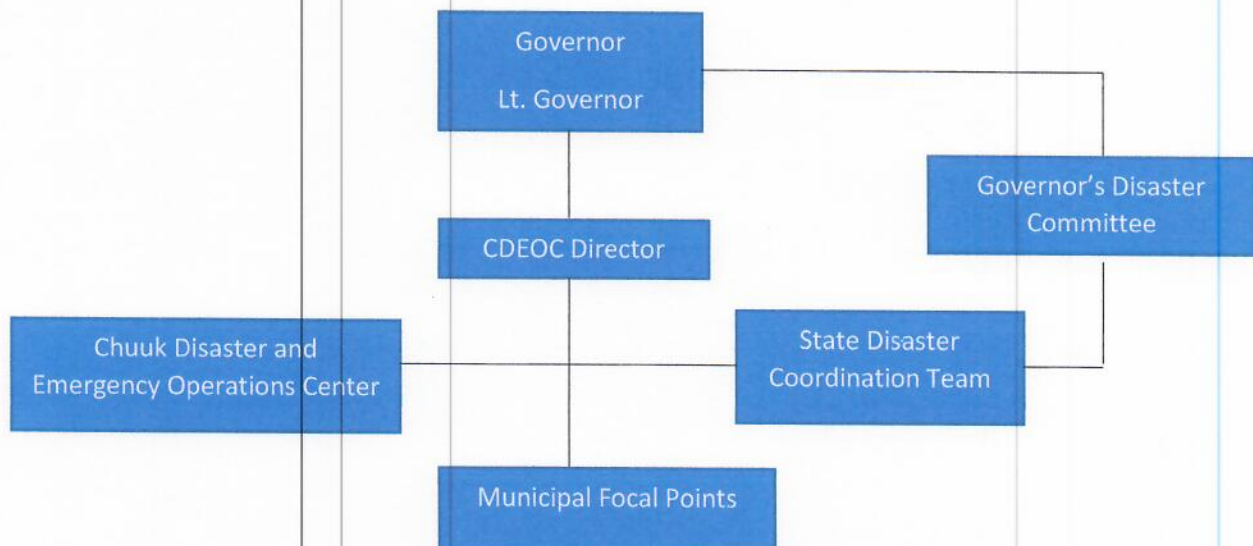 Governor
Lt. Governor
Governor's Disaster
Committee
CDEOC Director
Chuuk Disaster and
Emergency Operations Center
State Disaster
Coordination Team
Municipal Focal Points